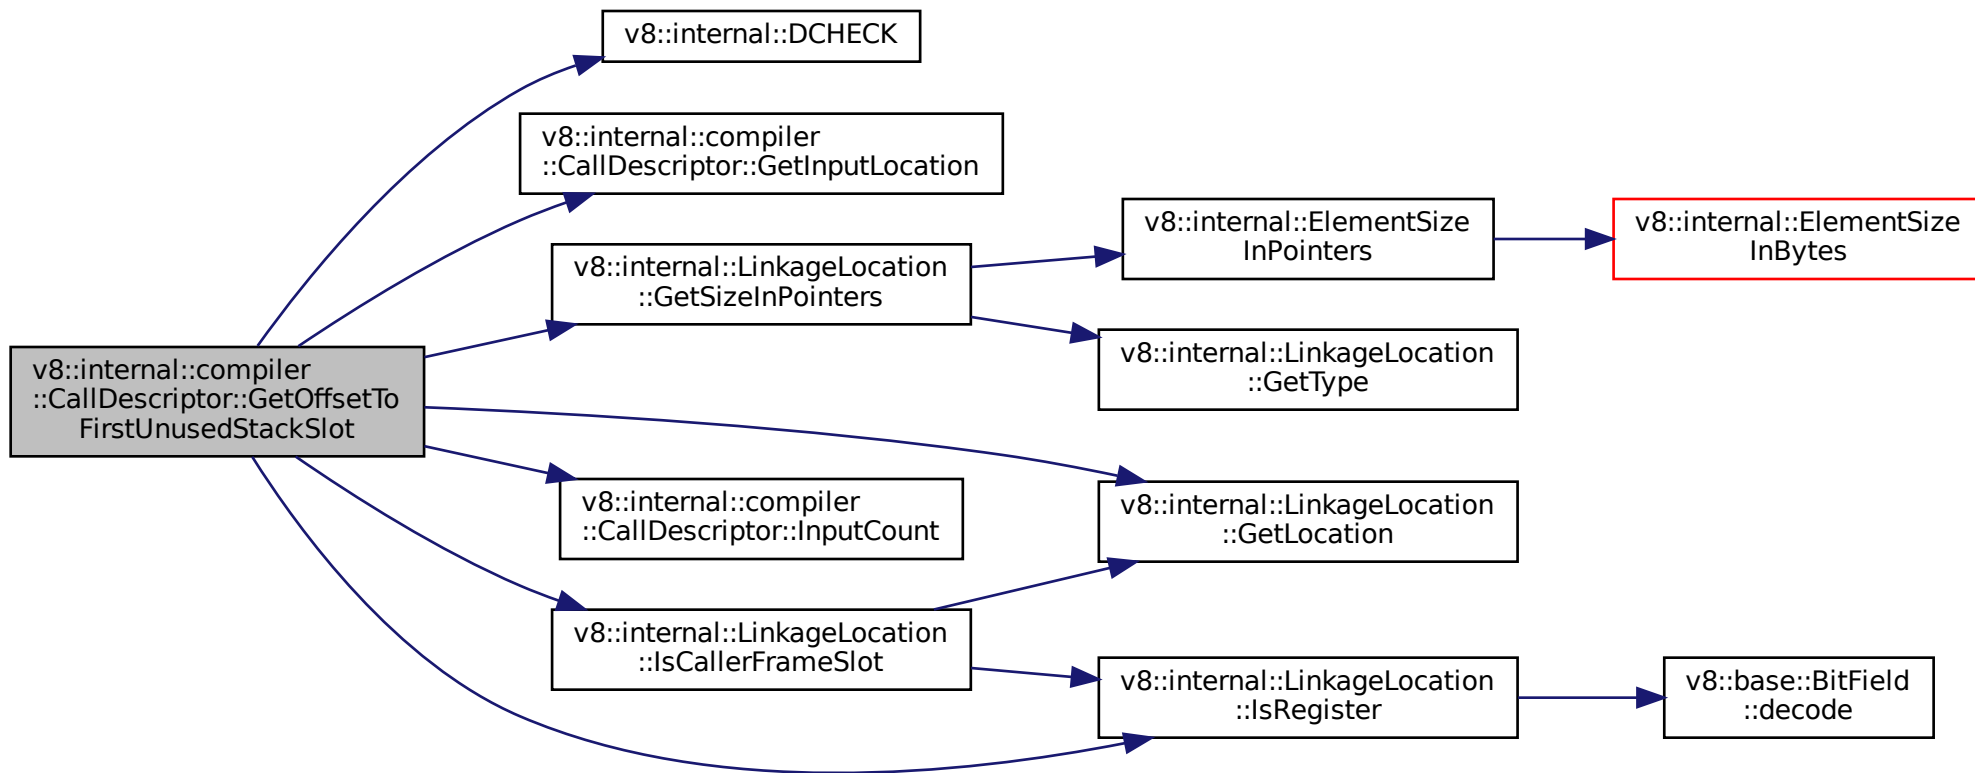 v8::internal::DCHECK
v8::internal::compiler
::CallDescriptor::GetInputLocation
v8::internal::ElementSize
InPointers
v8::internal::ElementSize
InBytes
v8::internal::LinkageLocation
::GetSizeInPointers
v8::internal::LinkageLocation
::GetType
v8::internal::compiler
::CallDescriptor::GetOffsetTo
FirstUnusedStackSlot
v8::internal::compiler
::CallDescriptor::InputCount
v8::internal::LinkageLocation
::GetLocation
v8::internal::LinkageLocation
::IsCallerFrameSlot
v8::internal::LinkageLocation
::IsRegister
v8::base::BitField
::decode